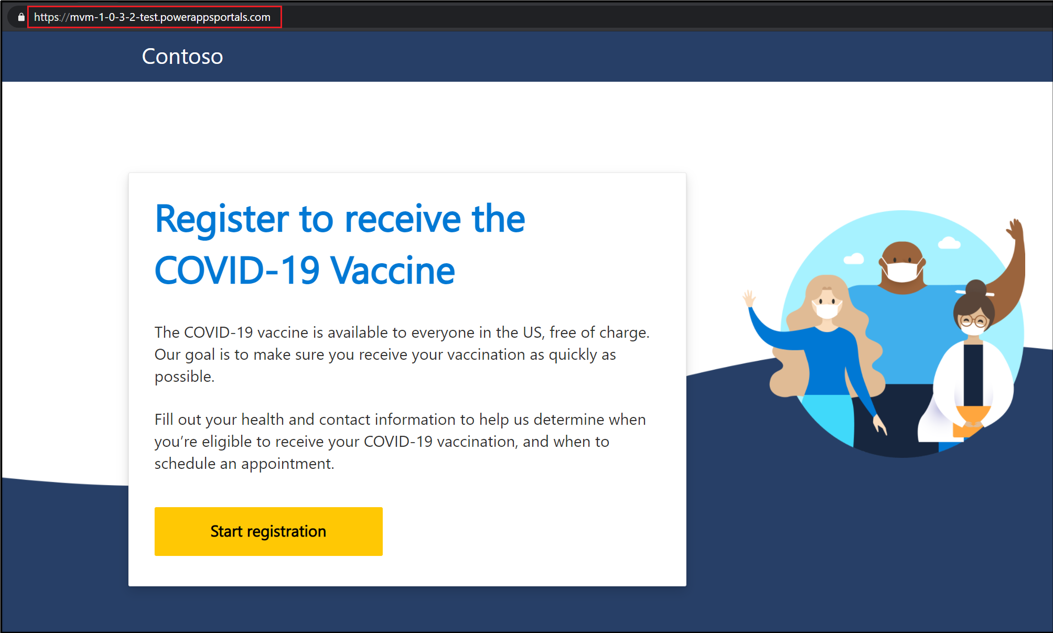 https://mvm-1-0-3-2-test.powerappsportals.com
Contoso
Register to receive the
COVID-19 Vaccine
The COVID-19 vaccine is available to everyone in the US, free of charge.
Our goal is to make sure you receive your vaccination as quickly as
possible.
Fill out your health and contact information to help us determine when
you’re eligible to receive your COVID-19 vaccination, and when to
schedule an appointment.
Start registration